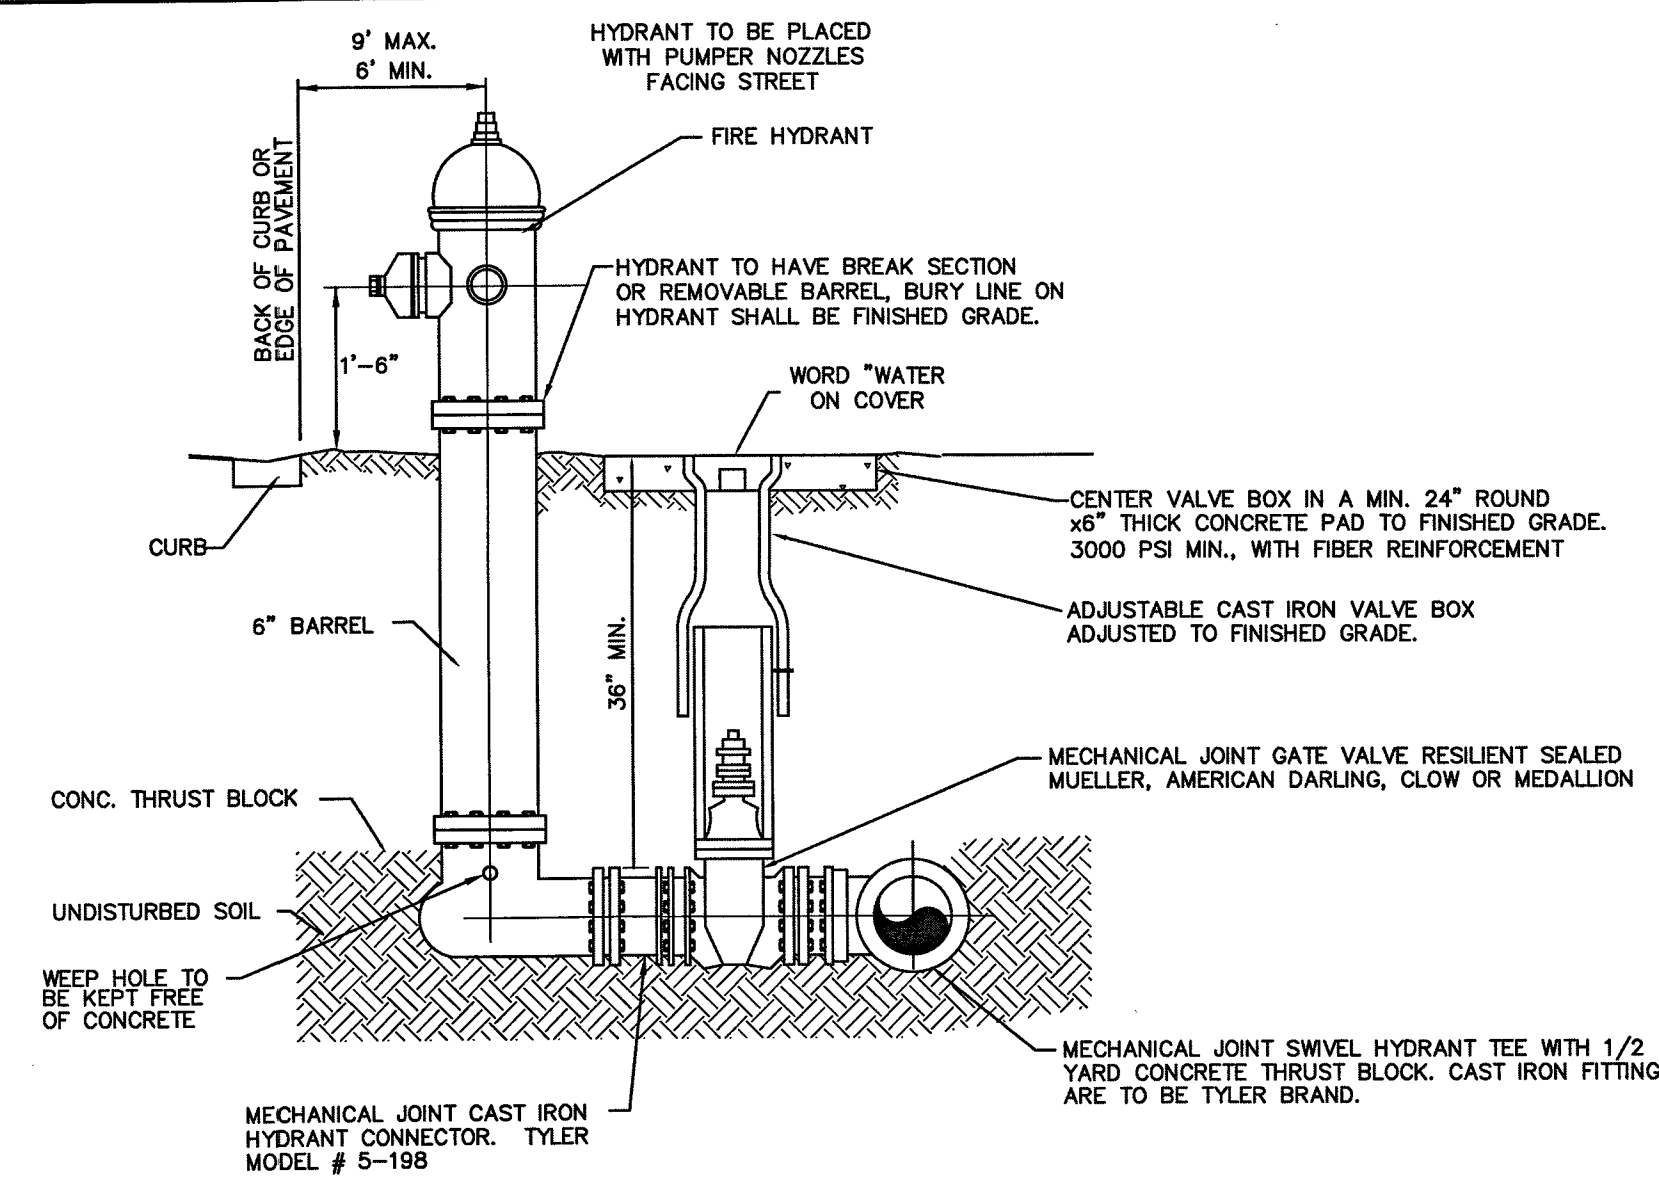 9' MAX.
6' MIN.
HYDRANT TO BE PLACED
WITH PUMPER NOZZLES
FACING STREET
FIRE HYDRANT
BACK OF CURB OR
EDGE OF PAVEMENT
HYDRANT TO HAVE BREAK SECTION
OR REMOVABLE BARREL, BURY LINE ON
HYDRANT SHALL BE FINISHED GRADE.
1'-6"
WORD "WATER
ON COVER
CENTER VALVE BOX IN A MIN. 24" ROUND
x6" THICK CONCRETE PAD TO FINISHED GRADE.
3000 PSI MIN., WITH FIBER REINFORCEMENT
CURB
ADJUSTABLE CAST IRON VALVE BOX
ADJUSTED TO FINISHED GRADE.
6" BARREL
36" MIN.
MECHANICAL JOINT GATE VALVE RESILIENT SEALED
MUELLER, AMERICAN DARLING, CLOW OR MEDALLION
CONC. THRUST BLOCK
UNDISTURBED SOIL
WEEP HOLE TO
BE KEPT FREE
OF CONCRETE
MECHANICAL JOINT SWIVEL HYDRANT TEE WITH 1/2
YARD CONCRETE THRUST BLOCK. CAST IRON FITTING
ARE TO BE TYLER BRAND.
MECHANICAL JOINT CAST IRON
HYDRANT CONNECTOR. TYLER
MODEL # 5-198